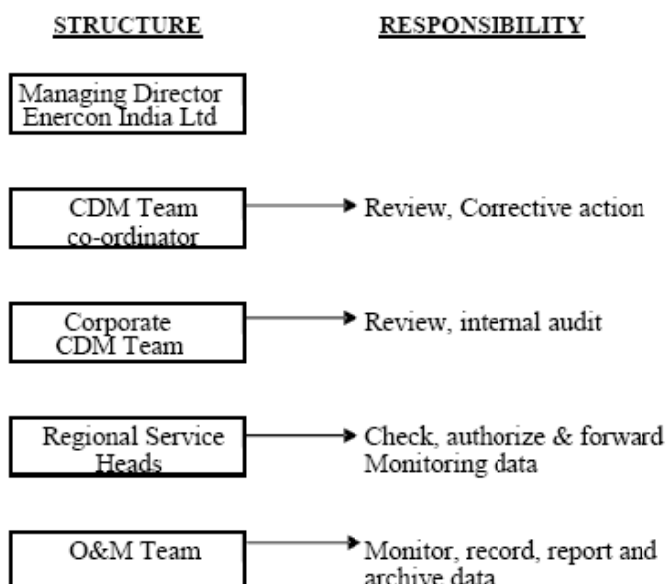 STRUCTURE RESPONSIBILITY
Managing Director
Enercon India Ltd
CDM Team
co-ordinator
Review, Corrective action
Corporate
CDM Team
Review, internal audit
Regional Service
Heads
Check, authorize & forward
Monitoring data
O&M Team
Monitor, record, report and
archive data